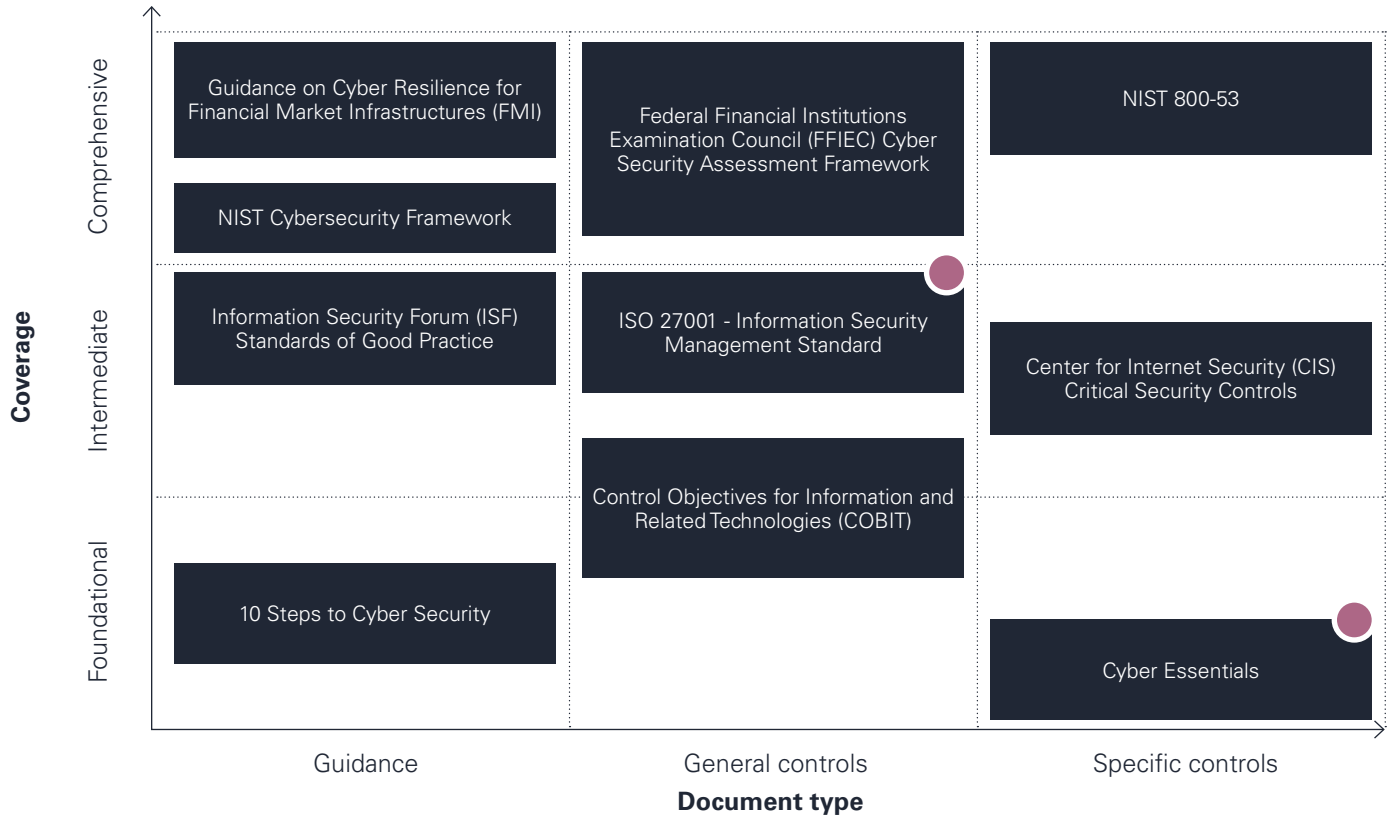 Coverage
Comprehensive
Intermediate
Foundational
Guidance on Cyber Resilience for
Financial Market Infrastructures (FMI)
NIST Cybersecurity Framework
Federal Financial Institutions
Examination Council (FFIEC) Cyber
Security Assessment Framework
NIST 800-53
Information Security Forum (ISF)
Standards of Good Practice
ISO 27001 - Information Security
Management Standard
Center for Internet Security (CIS)
Critical Security Controls
Control Objectives for Information and
Related Technologies (COBIT)
10 Steps to Cyber Security
Cyber Essentials
Guidance
General controls
Specific controls
Document type